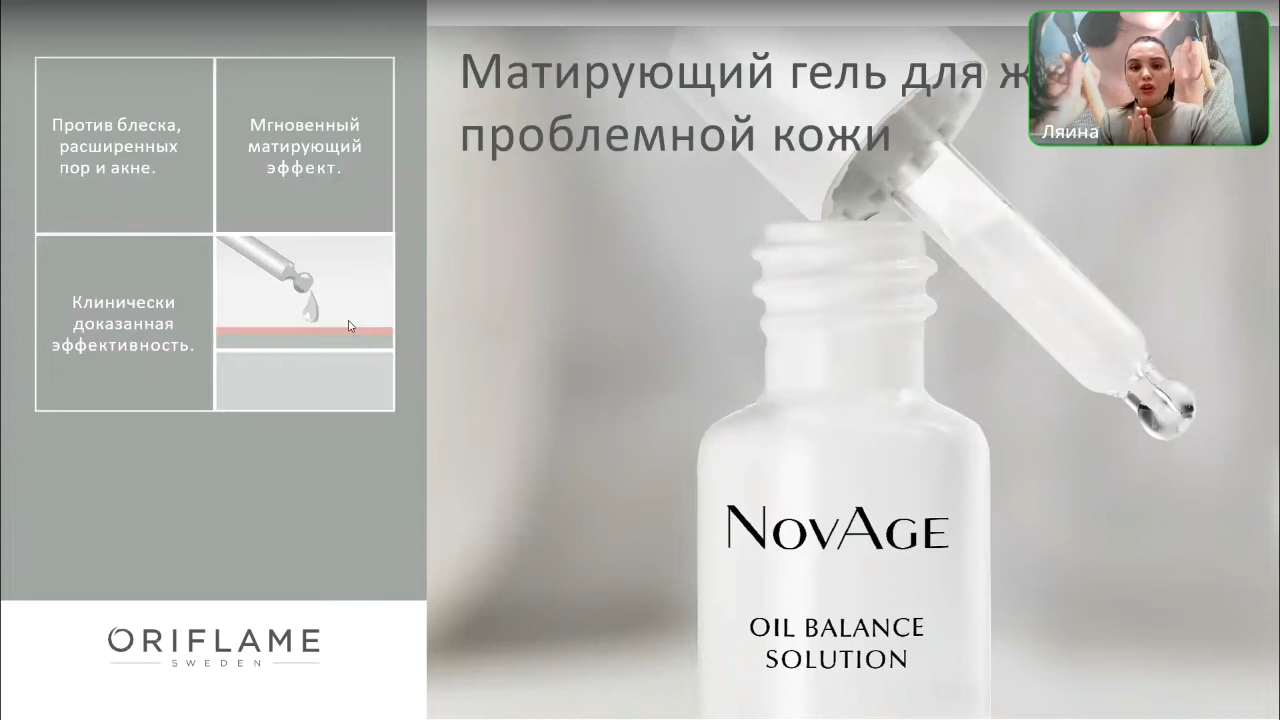 Против блеска,
расширенных
пор и акне.
Мгновенный
матирующий
эффект.
Клинически
доказанная
эффективность.
ORIFLAME
SWEDEN
Матирующий гель для
проблемной кожи
NOVAGE
OIL BALANCE
SOLUTION
Ляина